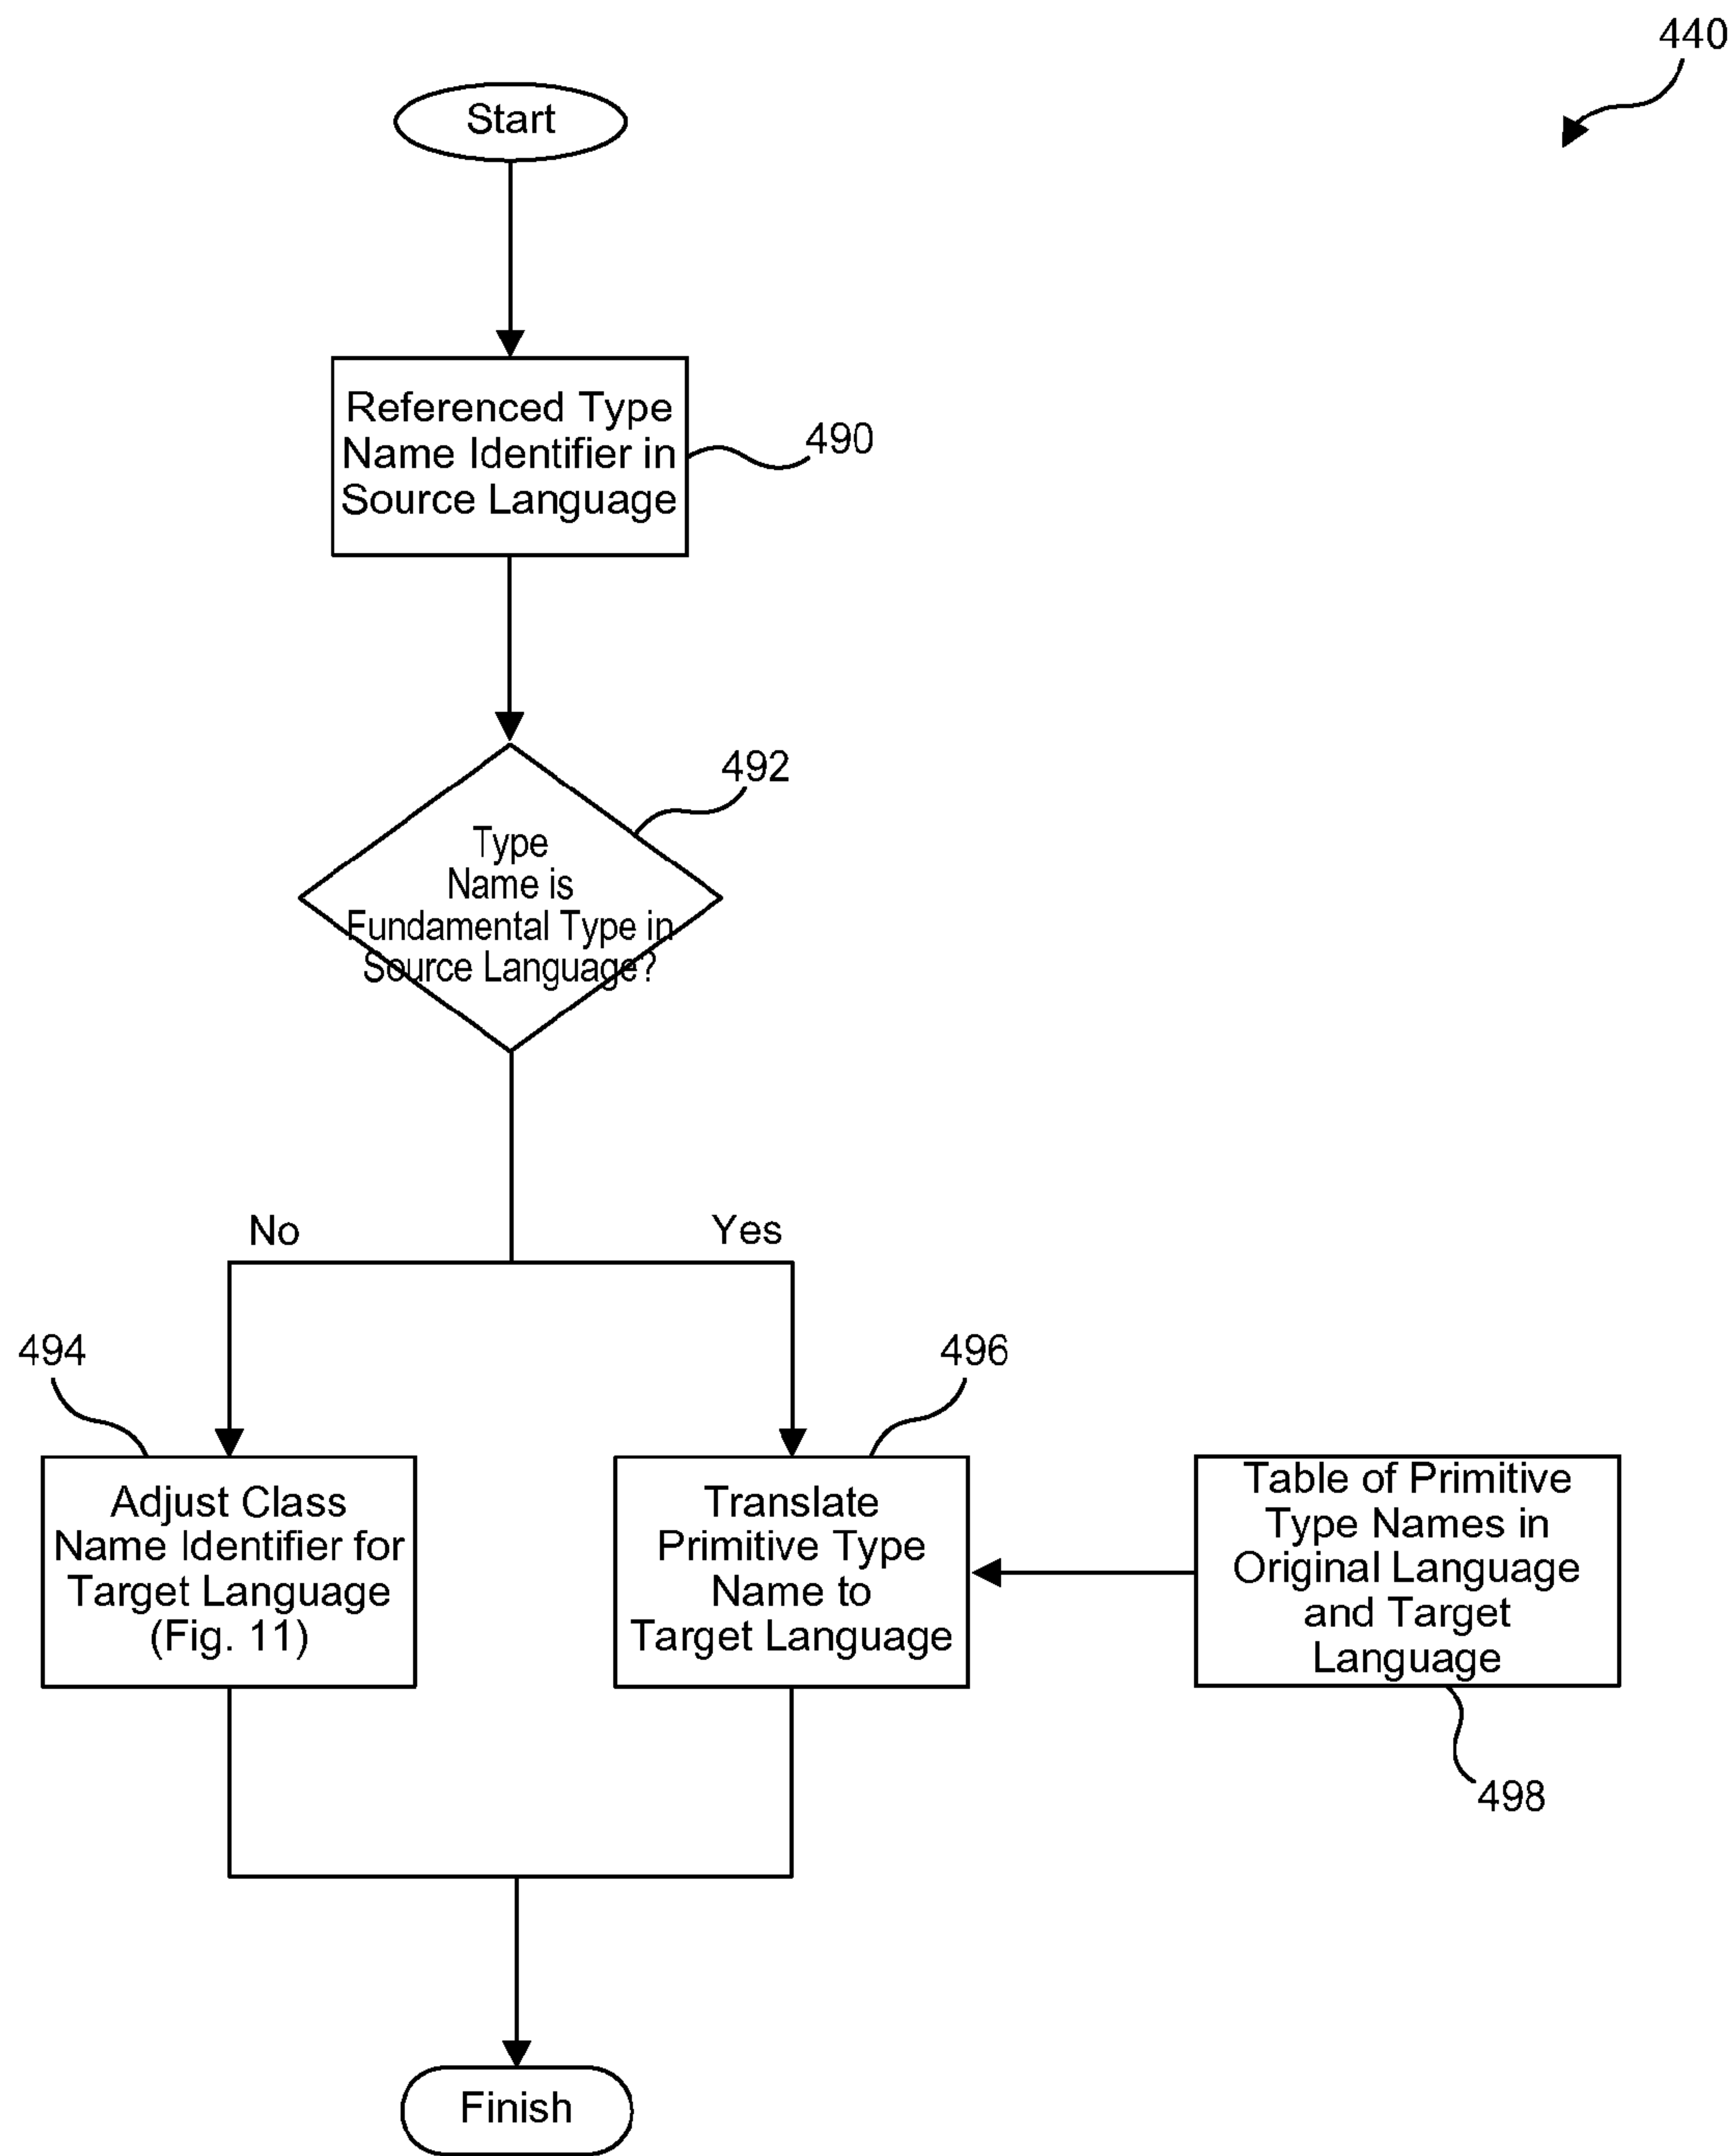 440
Start
Referenced Type
Name Identifier in
Source Language
490
492
Type
Name is
Fundamental Type in
Source Language?
No
Yes
494
496
Adjust Class
Name Identifier for
Target Language
(Fig. 11)
Translate
Primitive Type
Name to
Target Language
Table of Primitive
Type Names in
Original Language
and Target
Language
498
Finish